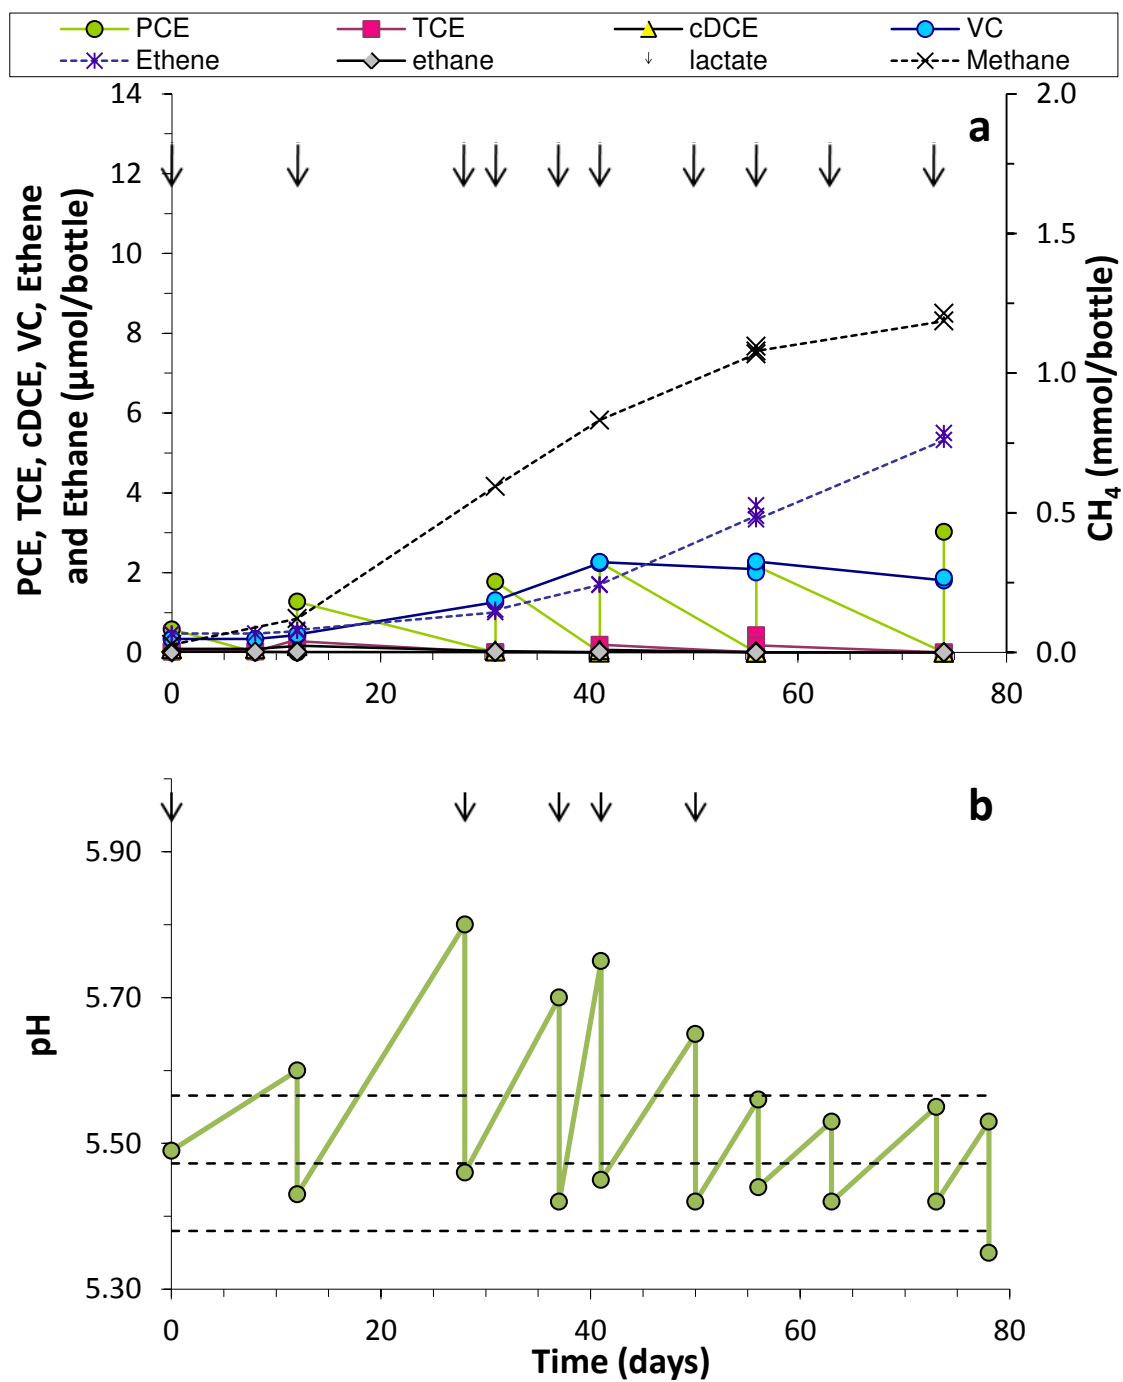 PCE TCE cDCE VC
Ethene ethane lactate Methane
a
PCE, TCE, cDCE, VC, Ethene
and Ethane (µmol/bottle)
14
12
10
8
6
4
2
0
2.0
1.5
1.0
0.5
0.0
CH4 (mmol/bottle)
0 20 40 60 80
b
pH
5.90
5.70
5.50
5.30
0 20 40 60 80
Time (days)